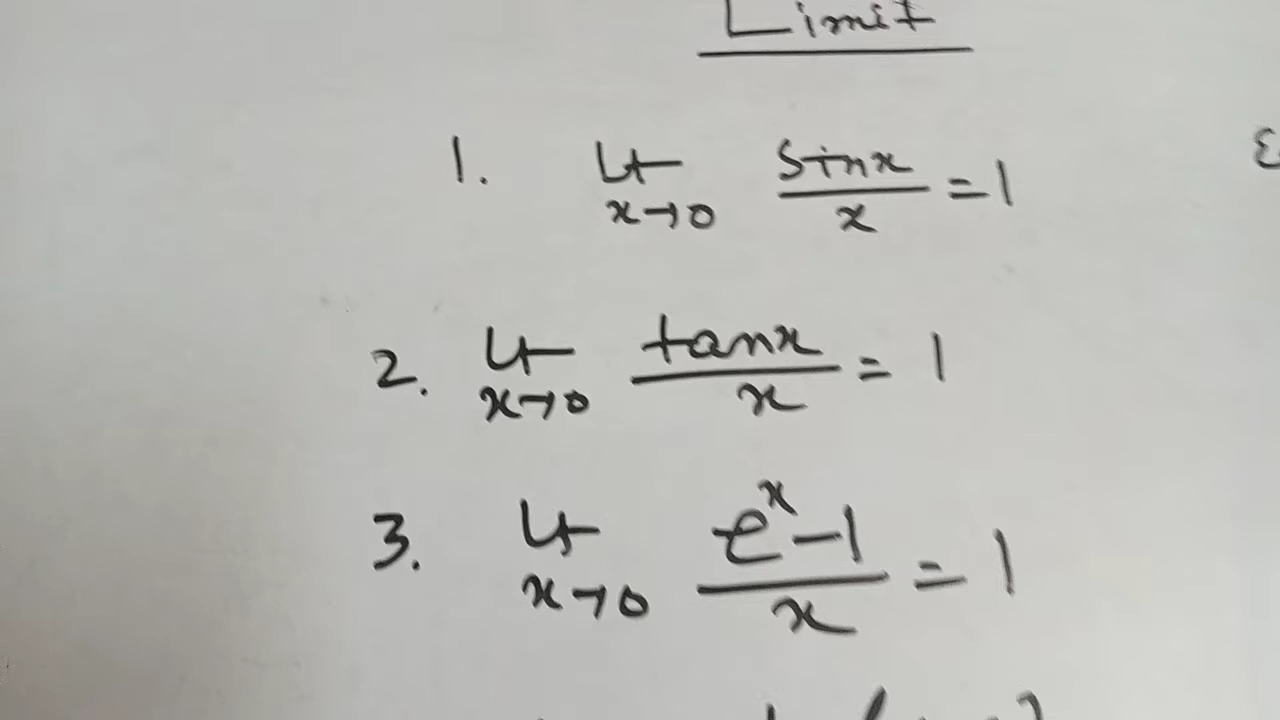 Limit
1. Lt x→0 sinx/x = 1
2. Lt x→0 tanx/x = 1
3. Lt x→0 (e^x - 1)/x = 1